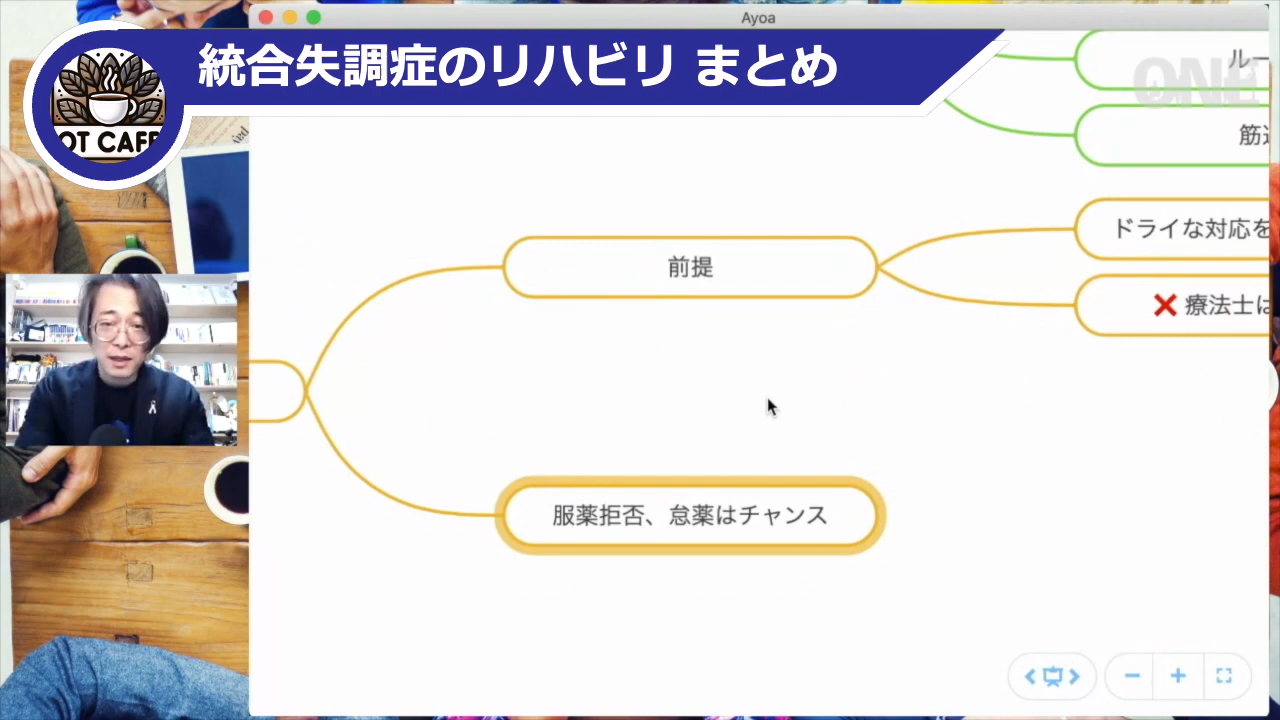 Ayoa
統合失調症のリハビリ まとめ
OT CAFE
ONE
ルー
筋
前提
ドライな対応を
❌ 療法士は
服薬拒否、怠薬はチャンス